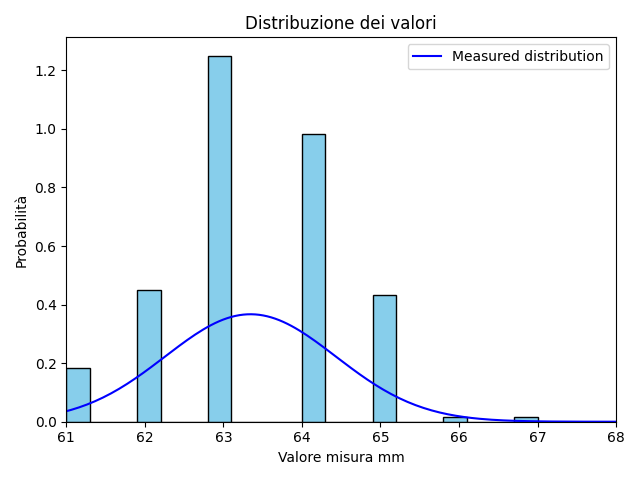 Distribuzione dei valori
Measured distribution
Probabilità
1.2
1.0
0.8
0.6
0.4
0.2
0.0
61 62 63 64 65 66 67 68
Valore misura mm